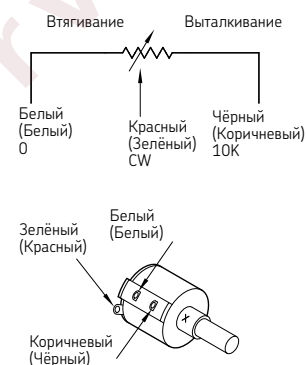 Втягивание Выталкивание
Белый
(Белый)
0
Красный
(Зелёный)
CW
Чёрный
(Коричневый)
10K
Белый
(Белый)
Зелёный
(Красный)
X
Коричневый
(Чёрный)